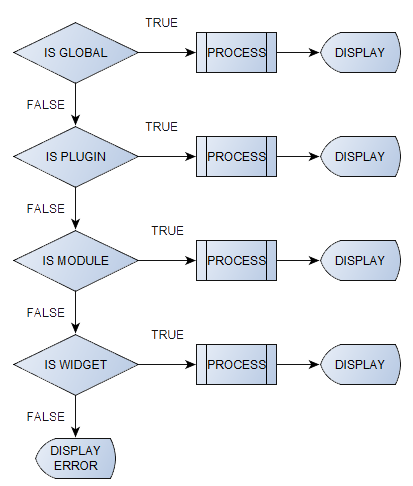 TRUE
IS GLOBAL
PROCESS
DISPLAY
FALSE
TRUE
IS PLUGIN
PROCESS
DISPLAY
FALSE
TRUE
IS MODULE
PROCESS
DISPLAY
FALSE
TRUE
IS WIDGET
PROCESS
DISPLAY
FALSE
DISPLAY
ERROR